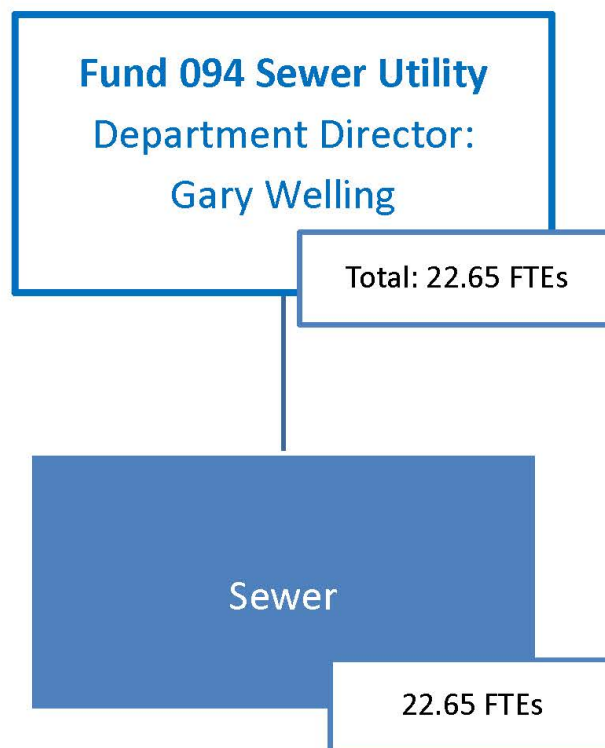 Fund 094 Sewer Utility
Department Director:
Gary Welling
Total: 22.65 FTEs
Sewer
22.65 FTEs